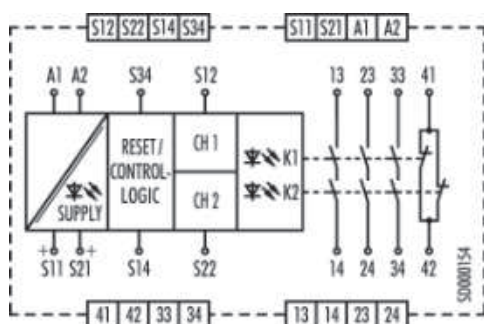 S12 S22 S14 S34 S11 S21 A1 A2
A1 A2 S34 S12 13 23 33 41
RESET/ CH 1
CONTROL- K1
LOGIC
SUPPLY CH 2 K2
+ +
S11 S21 S14 S22 14 24 34 42
SD000154
41 42 33 34 13 14 23 24